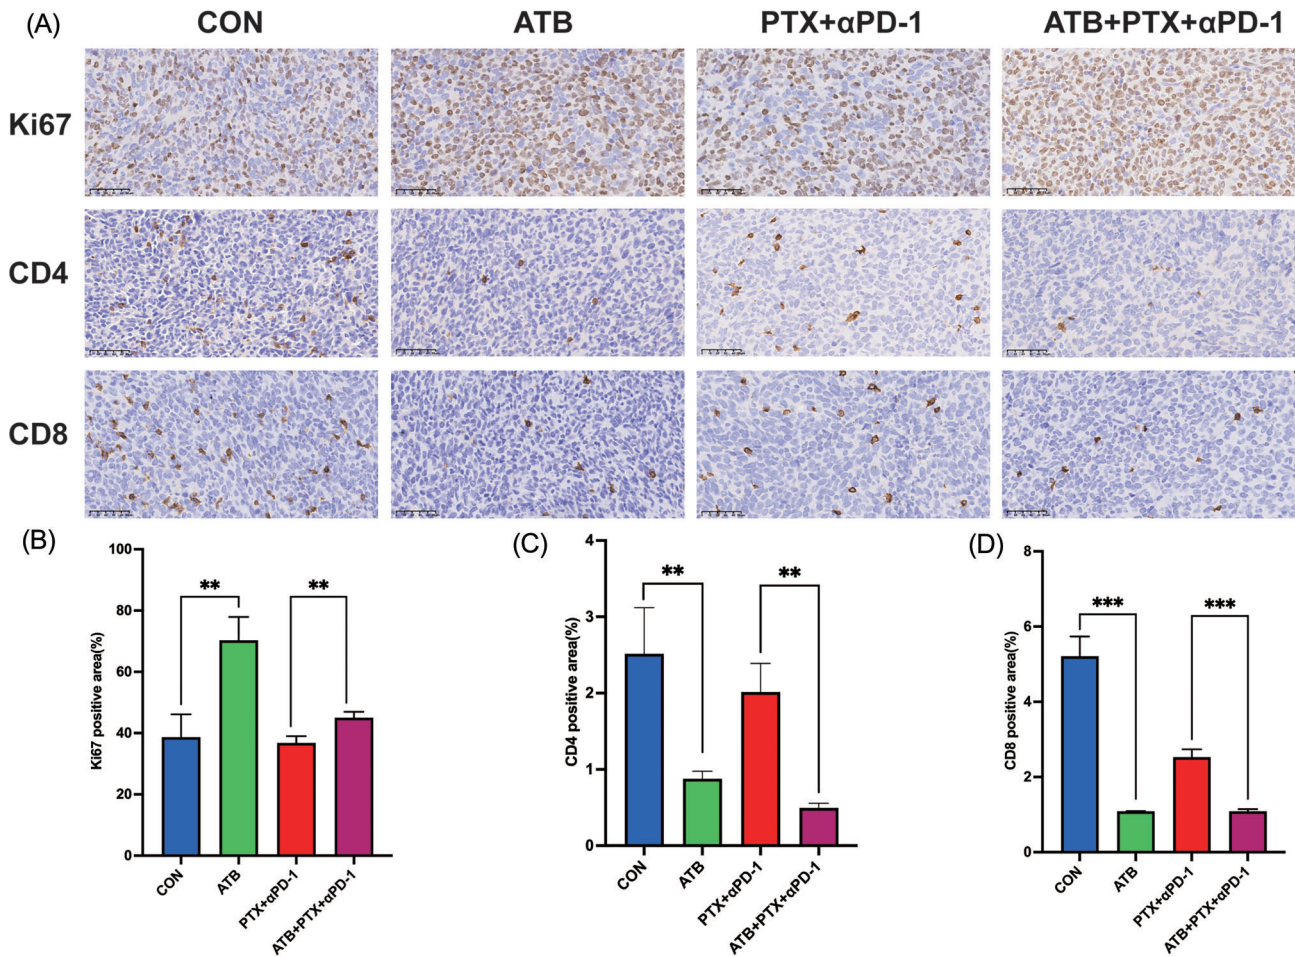 (A)
CON ATB PTX+αPD-1 ATB+PTX+αPD-1
Ki67
CD4
CD8
(B)
Ki67 positive area(%)
100
80
60
40
20
0
** **
CON ATB PTX+αPD-1 ATB+PTX+αPD-1
(C)
CD4 positive area(%)
4
3
2
1
0
** **
CON ATB PTX+αPD-1 ATB+PTX+αPD-1
(D)
CD8 positive area(%)
8
6
4
2
0
*** ***
CON ATB PTX+αPD-1 ATB+PTX+αPD-1